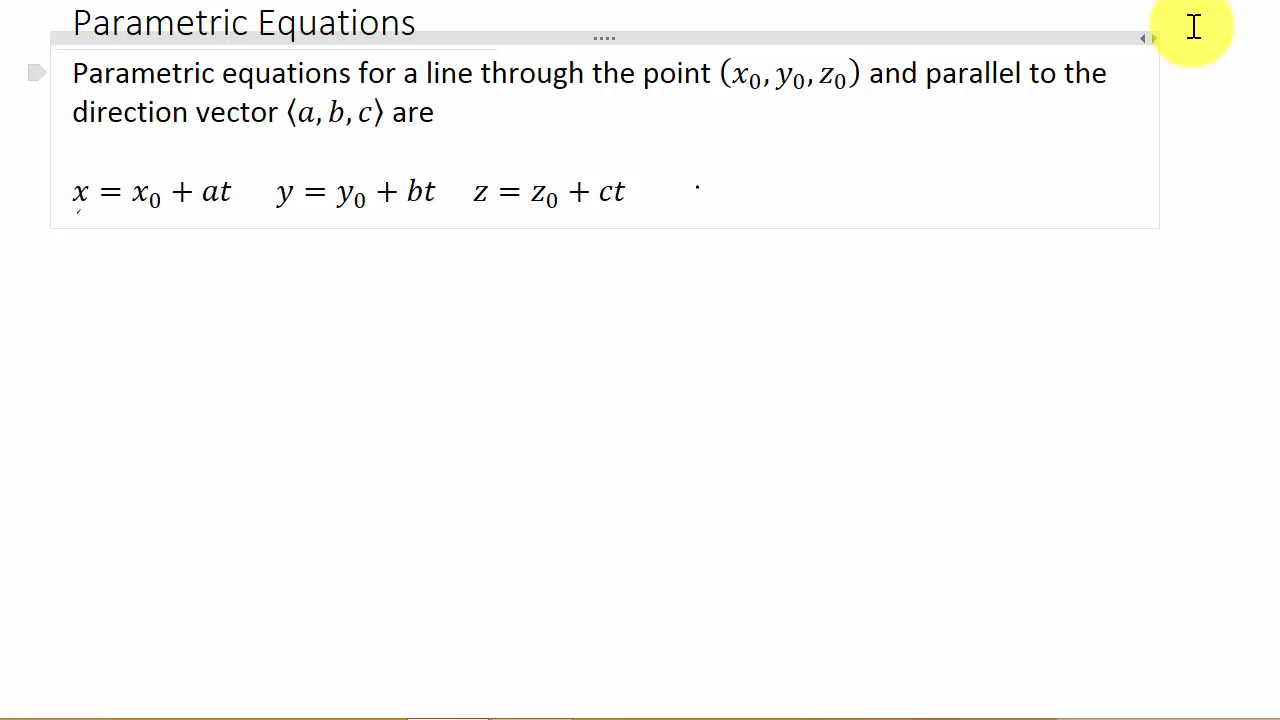 Parametric Equations
Parametric equations for a line through the point (x₀, y₀, z₀) and parallel to the
direction vector ⟨a, b, c⟩ are
x = x₀ + at y = y₀ + bt z = z₀ + ct